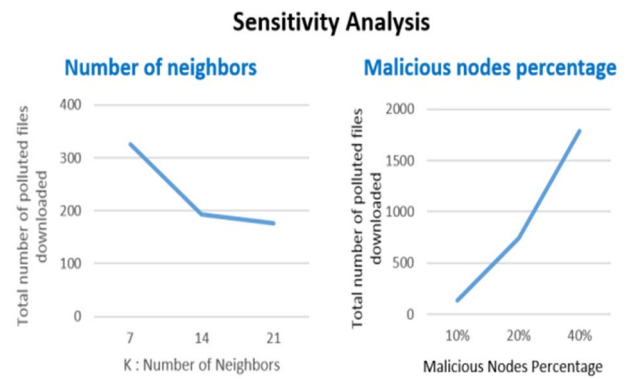 Sensitivity Analysis
Number of neighbors
Total number of polluted files
downloaded
400
300
200
100
0
7 14 21
K : Number of Neighbors
Malicious nodes percentage
Total number of polluted files
downloaded
2000
1500
1000
500
0
10% 20% 40%
Malicious Nodes Percentage